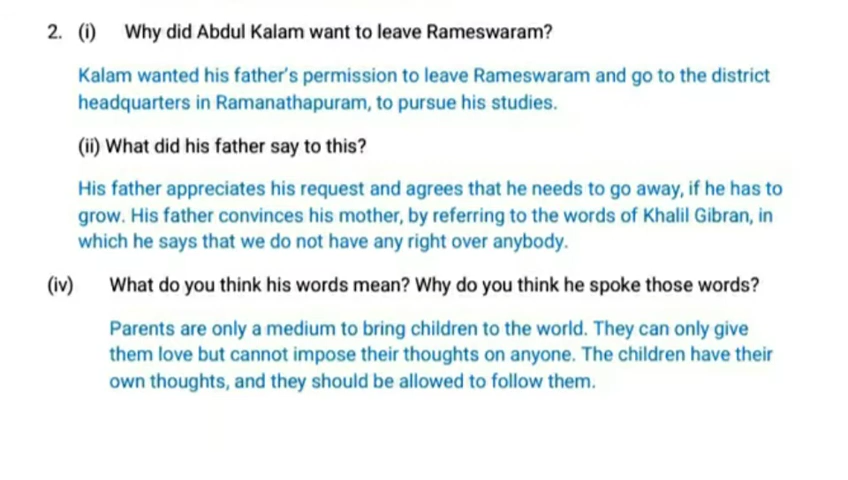 2. (i) Why did Abdul Kalam want to leave Rameswaram?
Kalam wanted his father's permission to leave Rameswaram and go to the district
headquarters in Ramanathapuram, to pursue his studies.
(ii) What did his father say to this?
His father appreciates his request and agrees that he needs to go away, if he has to
grow. His father convinces his mother, by referring to the words of Khalil Gibran, in
which he says that we do not have any right over anybody.
(iv) What do you think his words mean? Why do you think he spoke those words?
Parents are only a medium to bring children to the world. They can only give
them love but cannot impose their thoughts on anyone. The children have their
own thoughts, and they should be allowed to follow them.